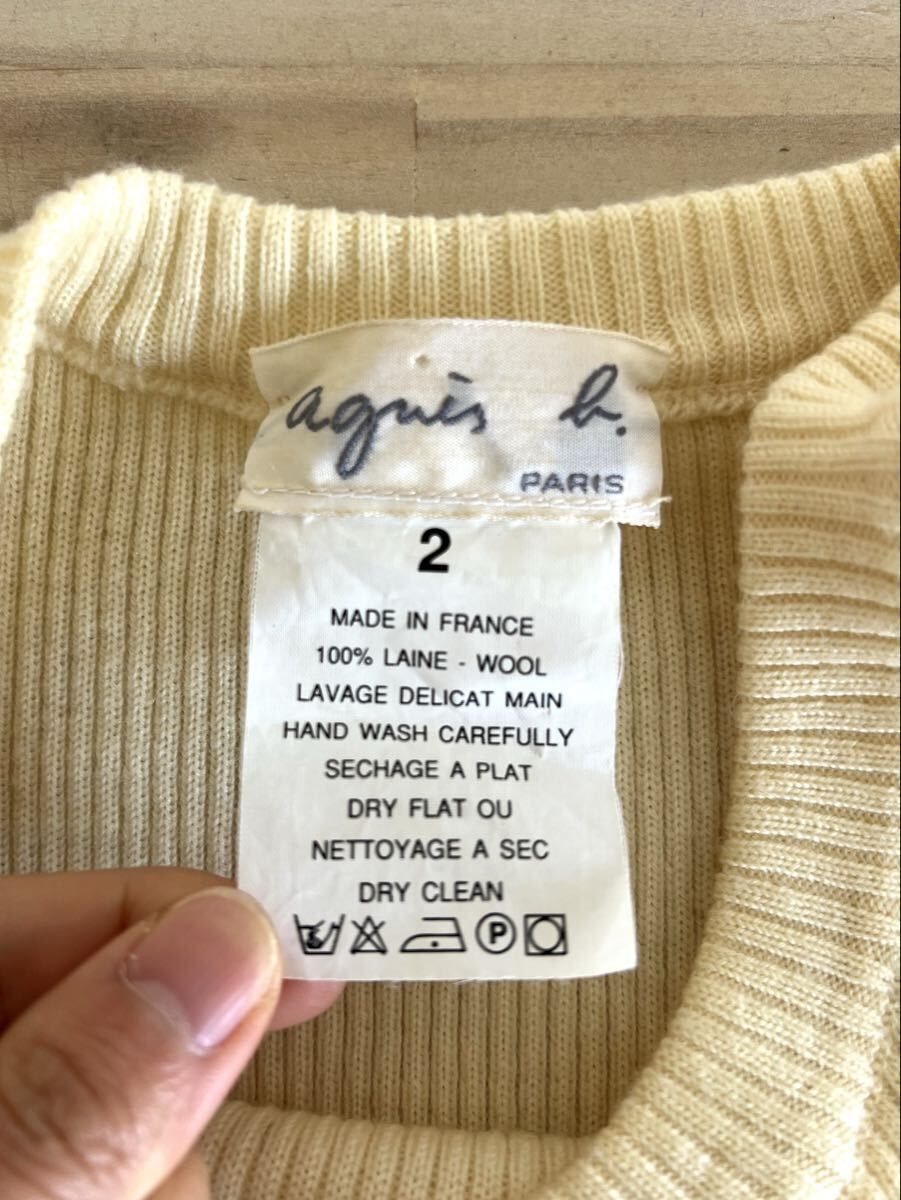 agnès b.
PARIS
2
MADE IN FRANCE
100% LAINE - WOOL
LAVAGE DELICAT MAIN
HAND WASH CAREFULLY
SECHAGE A PLAT
DRY FLAT OU
NETTOYAGE A SEC
DRY CLEAN
P